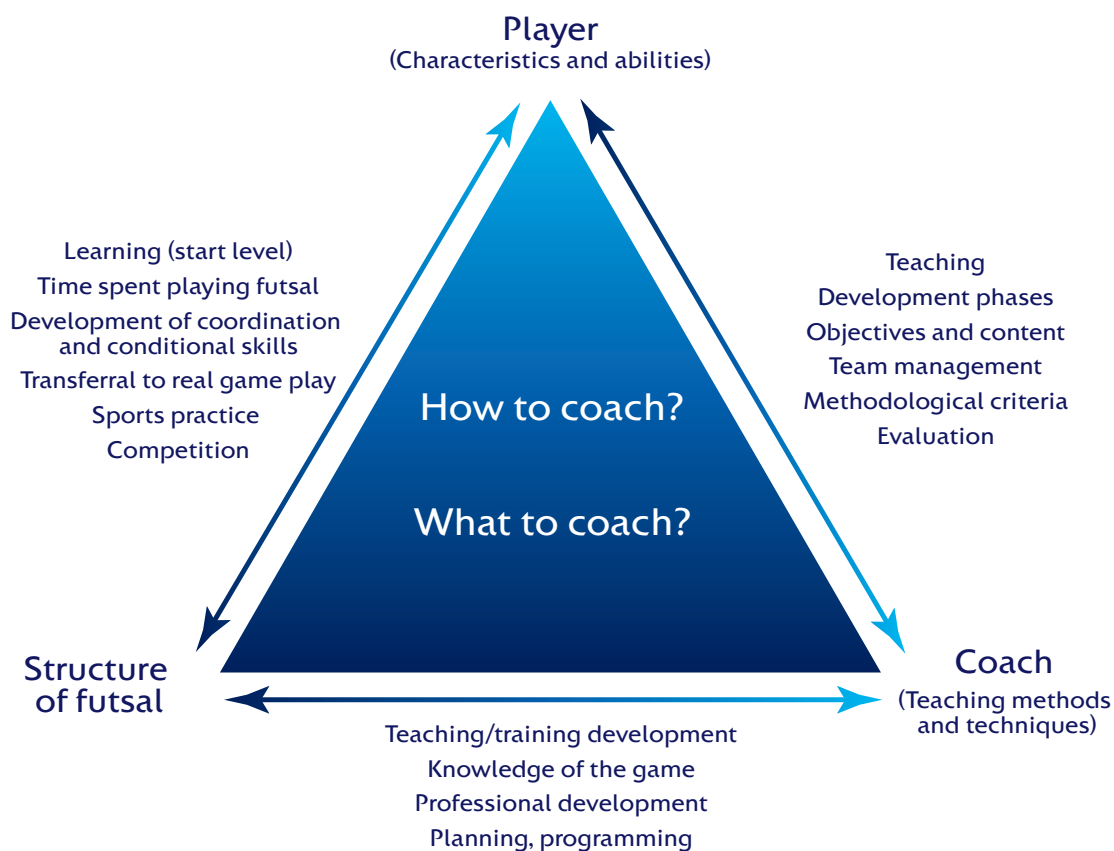 Player
(Characteristics and abilities)
Learning (start level)
Time spent playing futsal
Development of coordination
and conditional skills
Transferral to real game play
Sports practice
Competition
Teaching
Development phases
Objectives and content
Team management
Methodological criteria
Evaluation
How to coach?
What to coach?
Structure
of futsal
Coach
(Teaching methods
and techniques)
Teaching/training development
Knowledge of the game
Professional development
Planning, programming